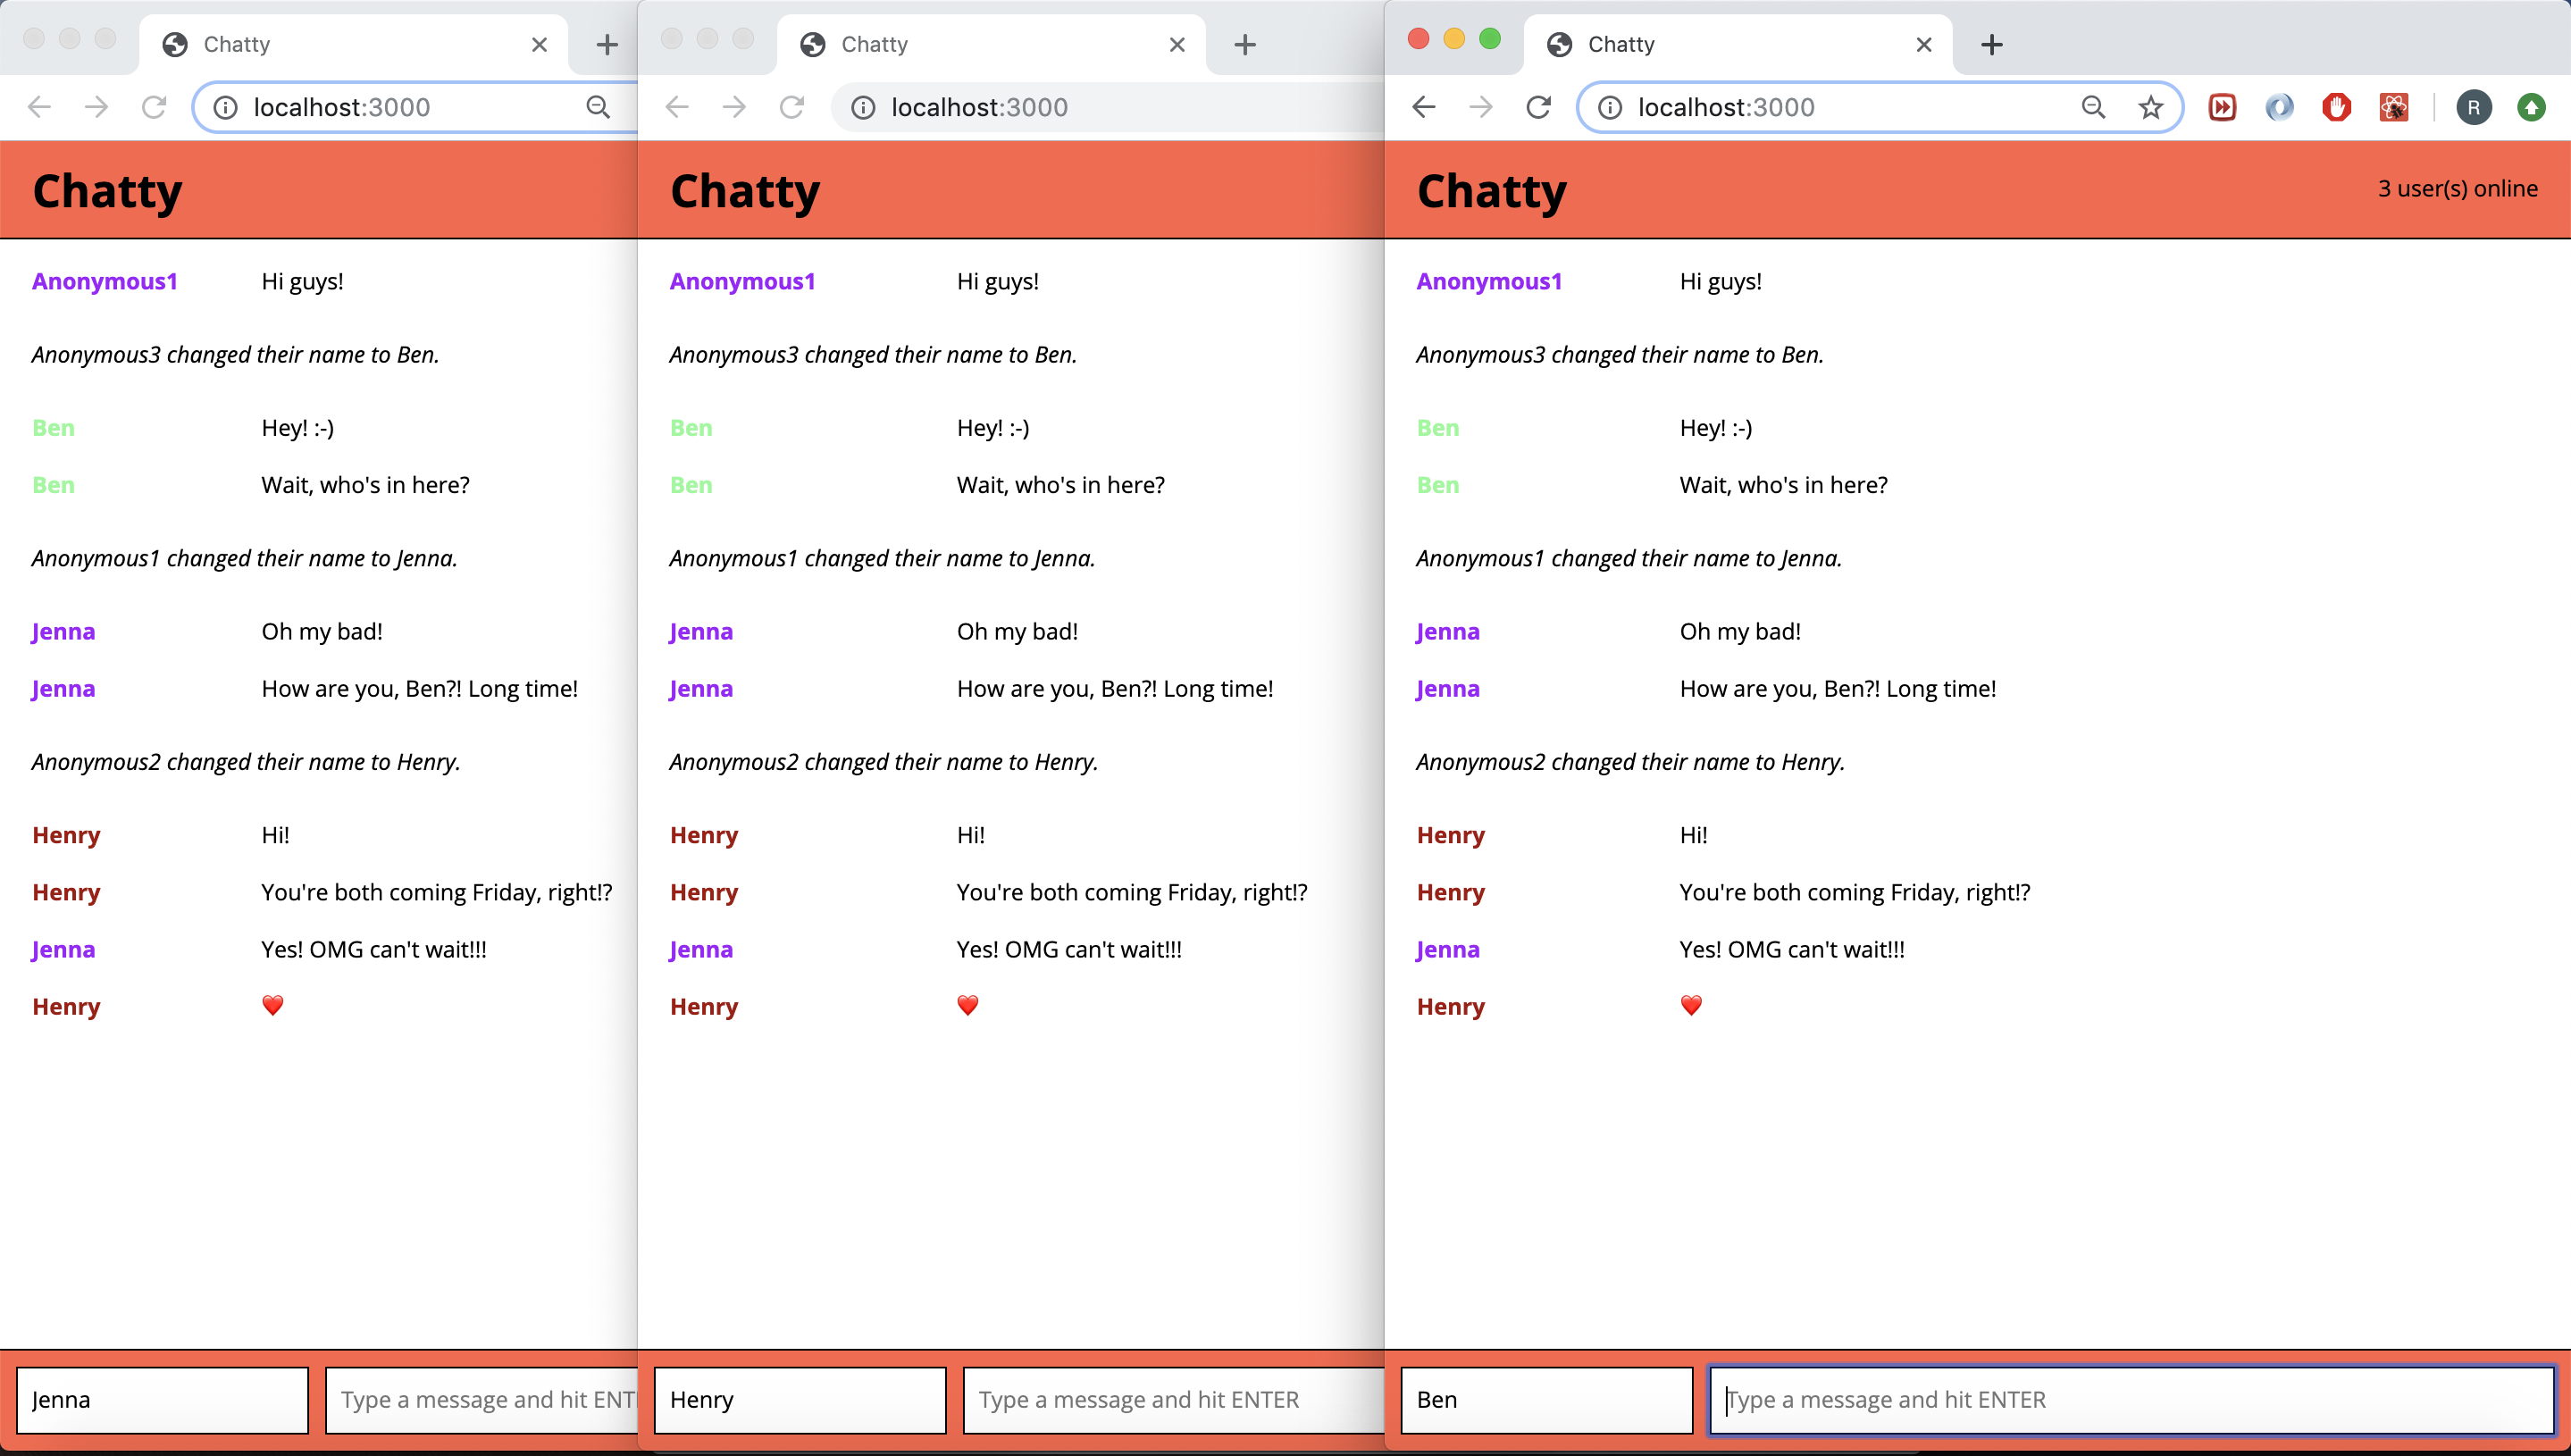 Chatty
localhost:3000
Chatty
Anonymous1 Hi guys!
Anonymous3 changed their name to Ben.
Ben Hey! :-)
Ben Wait, who's in here?
Anonymous1 changed their name to Jenna.
Jenna Oh my bad!
Jenna How are you, Ben?! Long time!
Anonymous2 changed their name to Henry.
Henry Hi!
Henry You're both coming Friday, right!?
Jenna Yes! OMG can't wait!!!
Henry ❤️
Jenna Type a message and hit ENT
Chatty
localhost:3000
Chatty
Anonymous1 Hi guys!
Anonymous3 changed their name to Ben.
Ben Hey! :-)
Ben Wait, who's in here?
Anonymous1 changed their name to Jenna.
Jenna Oh my bad!
Jenna How are you, Ben?! Long time!
Anonymous2 changed their name to Henry.
Henry Hi!
Henry You're both coming Friday, right!?
Jenna Yes! OMG can't wait!!!
Henry ❤️
Henry Type a message and hit ENTER
Chatty
localhost:3000
R
Chatty 3 user(s) online
Anonymous1 Hi guys!
Anonymous3 changed their name to Ben.
Ben Hey! :-)
Ben Wait, who's in here?
Anonymous1 changed their name to Jenna.
Jenna Oh my bad!
Jenna How are you, Ben?! Long time!
Anonymous2 changed their name to Henry.
Henry Hi!
Henry You're both coming Friday, right!?
Jenna Yes! OMG can't wait!!!
Henry ❤️
Ben Type a message and hit ENTER